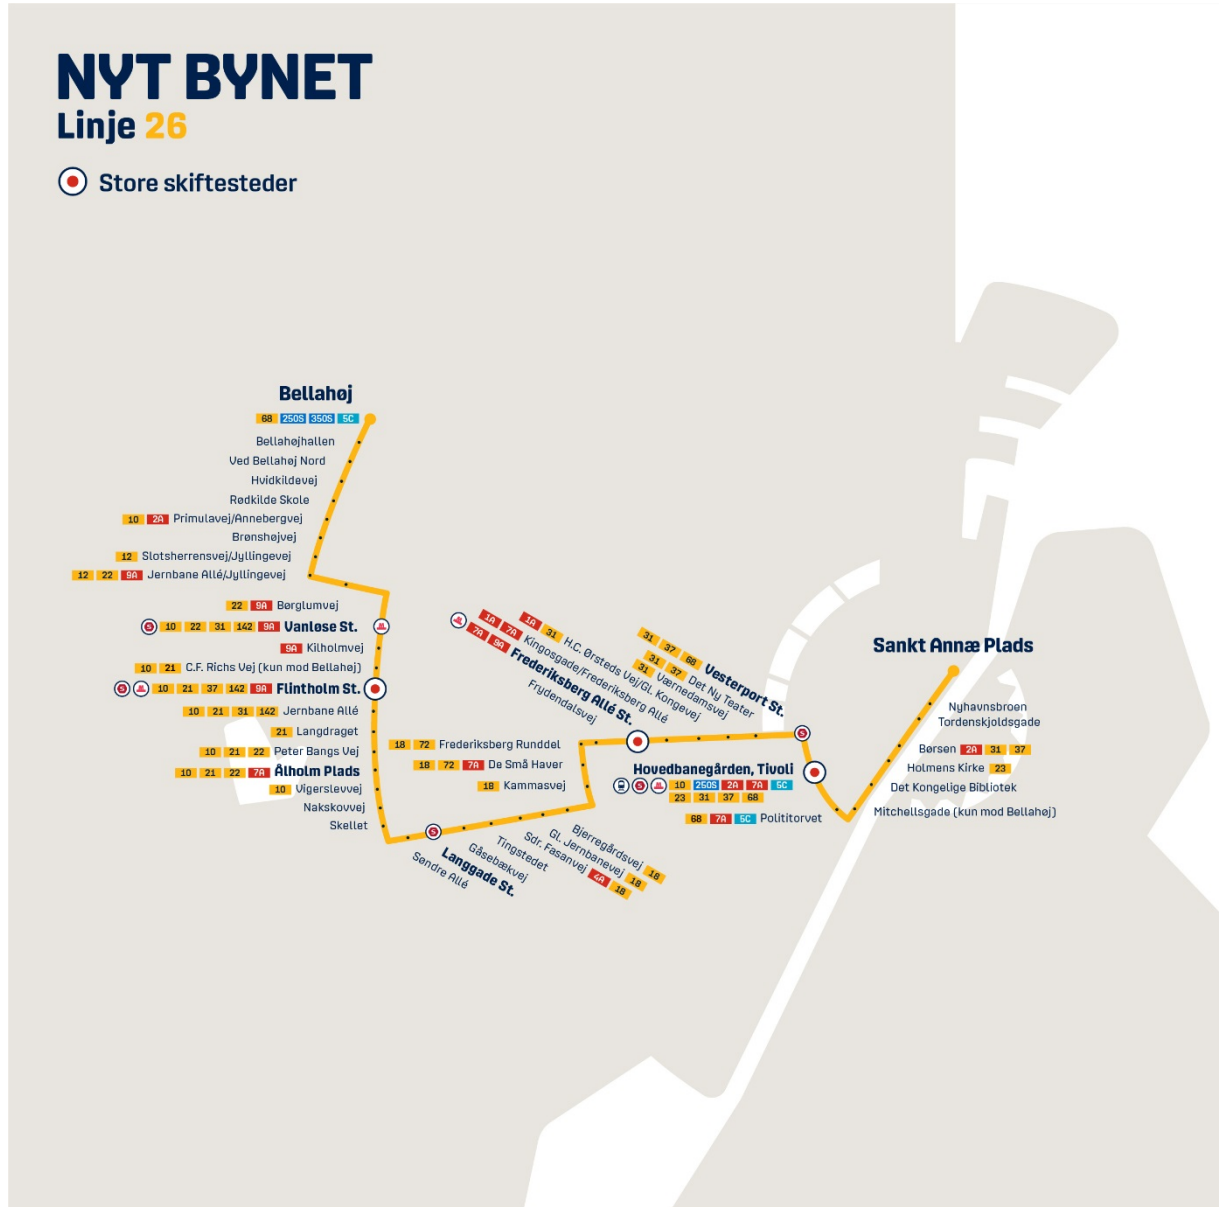 NYT BYNET
Linje 26
Store skiftesteder
Bellahøj
68 250S 350S 5C
Bellahøjhallen
Ved Bellahøj Nord
Hvidkildevej
Rødkilde Skole
10 2A Primulavej/Annebergvej
Brønshøjvej
12 Slotsherrensvej/Jyllingevej
12 22 9A Jernbane Allé/Jyllingevej
22 9A Børglumvej
S 10 22 31 142 9A Vanløse St.
9A Kilholmvej
10 21 C.F. Richs Vej (kun mod Bellahøj)
S 10 21 37 142 9A Flintholm St.
10 21 31 142 Jernbane Allé
21 Langdraget
10 21 22 Peter Bangs Vej
10 21 22 7A Ålholm Plads
10 Vigerslevvej
Nakskovvej
Skellet
Søndre Allé
S Langgade St.
Gåsebækvej
Tingstedet
Sdr. Fasanvej 4A 18
Gl. Jernbanevej 18
Bjerregårdsvej 18
18 Kammasvej
18 72 7A De Små Haver
18 72 Frederiksberg Runddel
Frydendalsvej
7A 9A Frederiksberg Allé St.
1A 7A Kingosgade/Frederiksberg Allé
1A 31 H.C. Ørsteds Vej/Gl. Kongevej
31 Værnedamsvej
31 37 Det Ny Teater
31 37 68 Vesterport St.
S
Hovedbanegården, Tivoli
S 10 250S 2A 7A 5C
23 31 37 68
68 7A 5C Polititorvet
Mitchellsgade (kun mod Bellahøj)
Det Kongelige Bibliotek
Holmens Kirke 23
Børsen 2A 31 37
Tordenskjoldsgade
Nyhavnsbroen
Sankt Annæ Plads